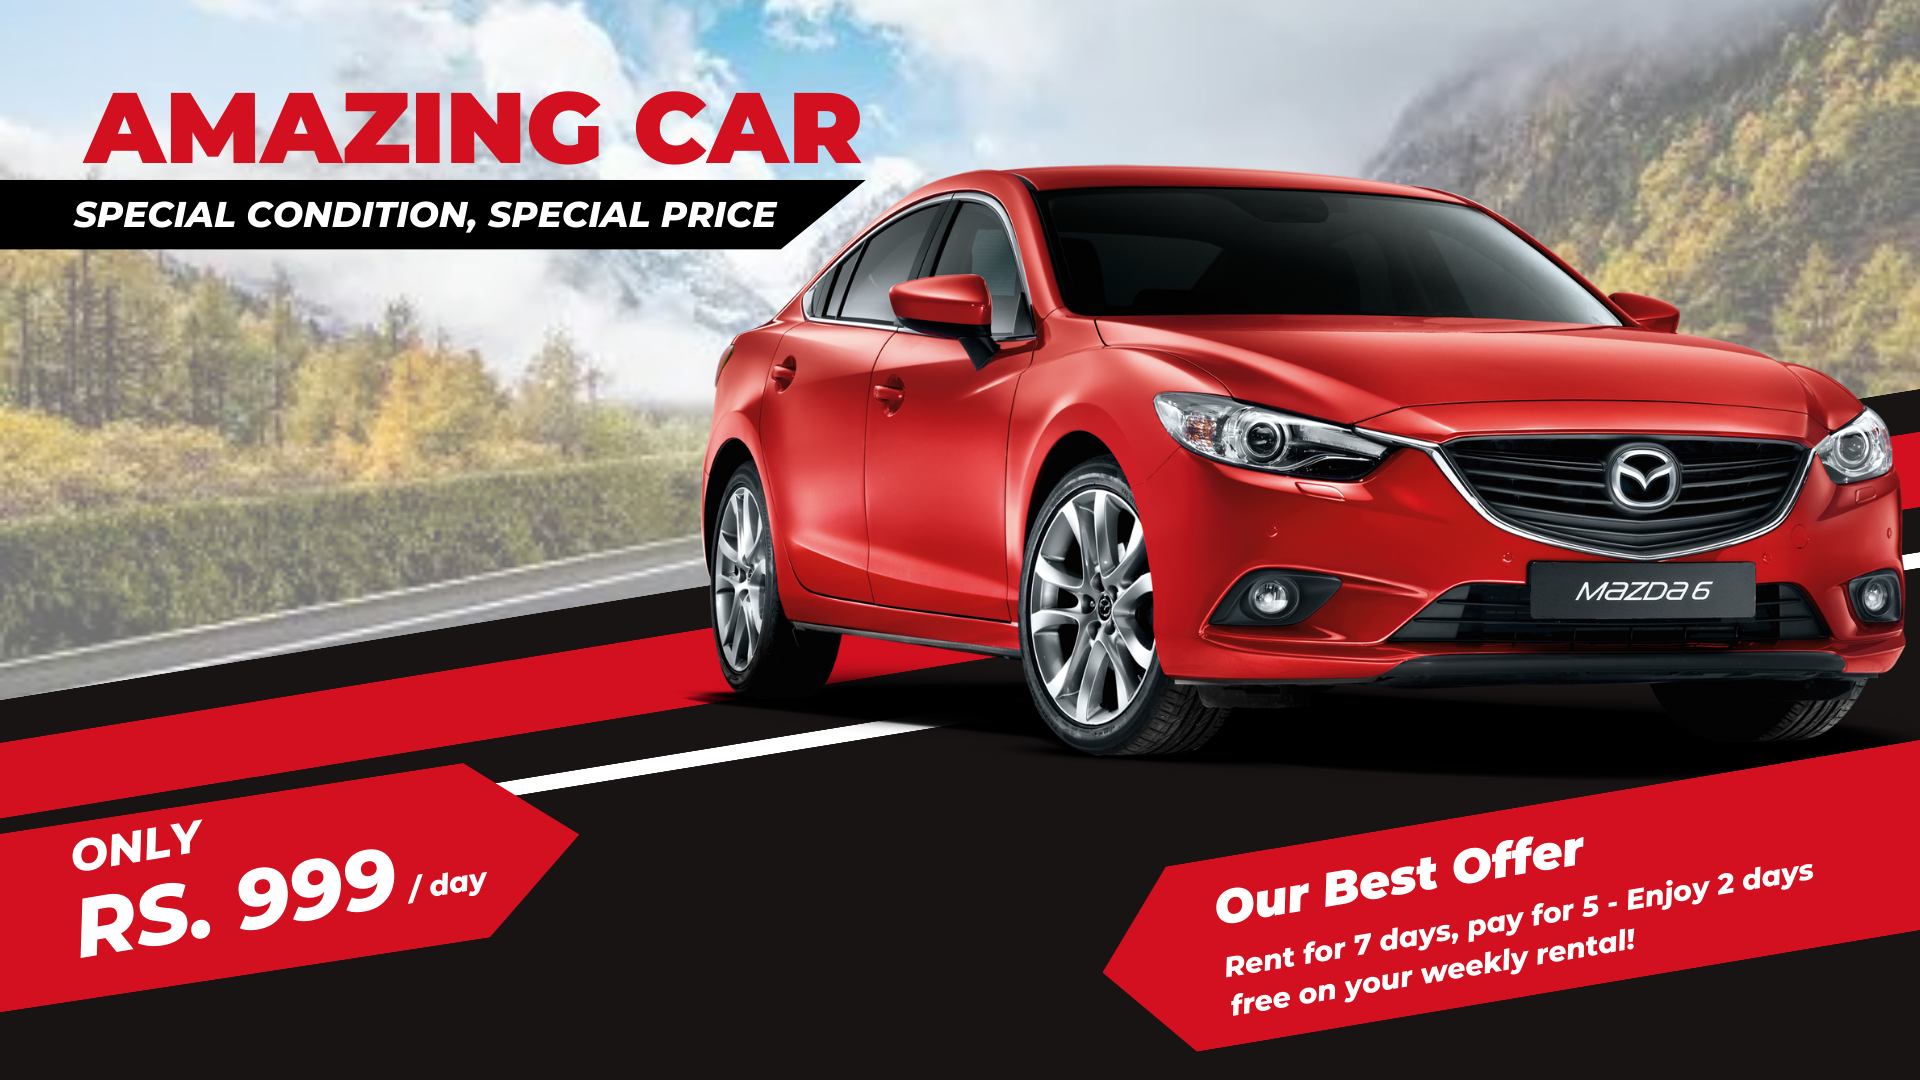 AMAZING CAR
SPECIAL CONDITION, SPECIAL PRICE
MAZDA 6
ONLY
RS. 999 / day
Our Best Offer
Rent for 7 days, pay for 5 - Enjoy 2 days
free on your weekly rental!